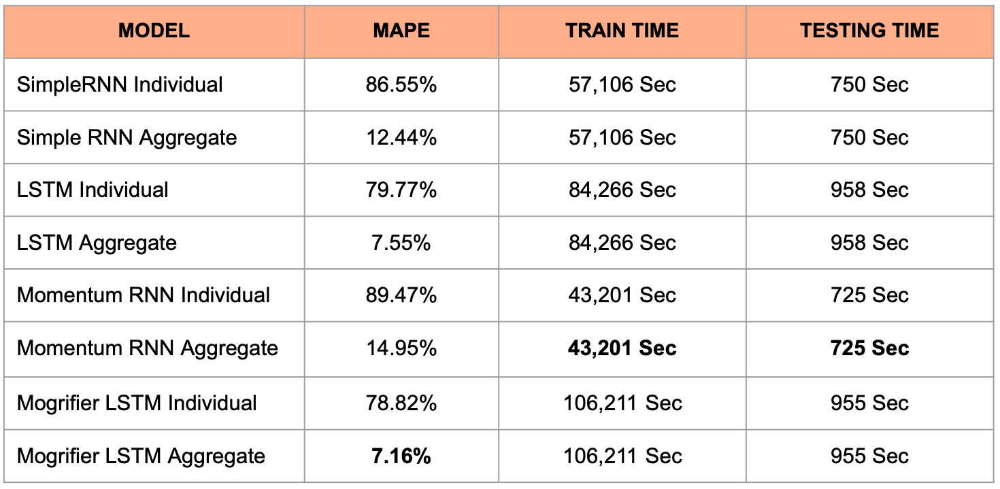 MODEL MAPE TRAIN TIME TESTING TIME
SimpleRNN Individual 86.55% 57,106 Sec 750 Sec
Simple RNN Aggregate 12.44% 57,106 Sec 750 Sec
LSTM Individual 79.77% 84,266 Sec 958 Sec
LSTM Aggregate 7.55% 84,266 Sec 958 Sec
Momentum RNN Individual 89.47% 43,201 Sec 725 Sec
Momentum RNN Aggregate 14.95% 43,201 Sec 725 Sec
Mogrifier LSTM Individual 78.82% 106,211 Sec 955 Sec
Mogrifier LSTM Aggregate 7.16% 106,211 Sec 955 Sec